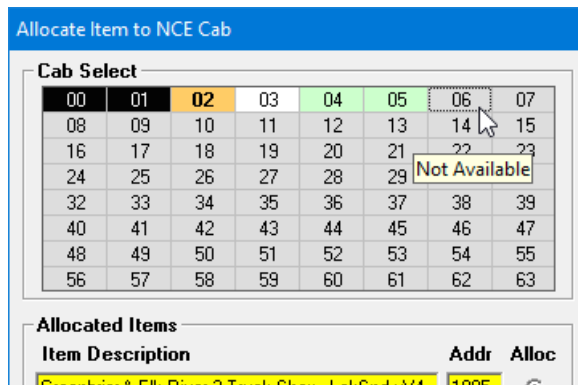 Allocate Item to NCE Cab
Cab Select
00 01 02 03 04 05 06 07
08 09 10 11 12 13 14 15
16 17 18 19 20 21 22 23
24 25 26 27 28 29 Not Available
32 33 34 35 36 37 38 39
40 41 42 43 44 45 46 47
48 49 50 51 52 53 54 55
56 57 58 59 60 61 62 63
Allocated Items
Item Description Addr Alloc